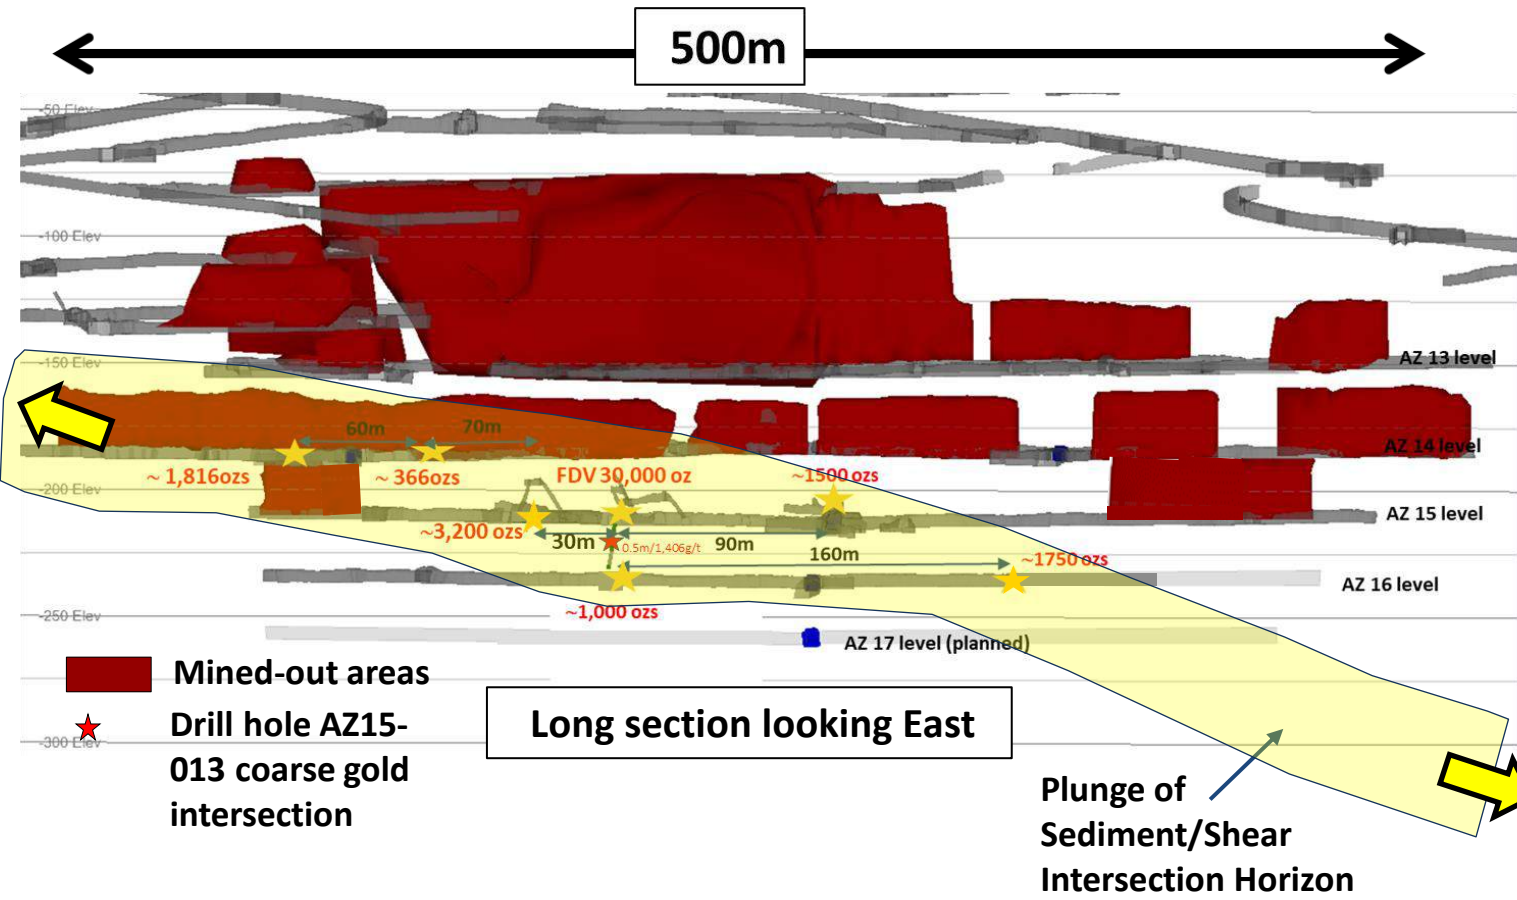 500m
-50 Elev
-100 Elev
-150 Elev
AZ 13 level
60m
70m
AZ 14 level
~ 1,816ozs
~ 366ozs
FDV 30,000 oz
~1500 ozs
-200 Elev
AZ 15 level
~3,200 ozs
30m
0.5m/1,406g/t
90m
160m
~1750 ozs
AZ 16 level
-250 Elev
~1,000 ozs
AZ 17 level (planned)
Mined-out areas
Drill hole AZ15-
013 coarse gold
intersection
-300 Elev
Long section looking East
Plunge of
Sediment/Shear
Intersection Horizon